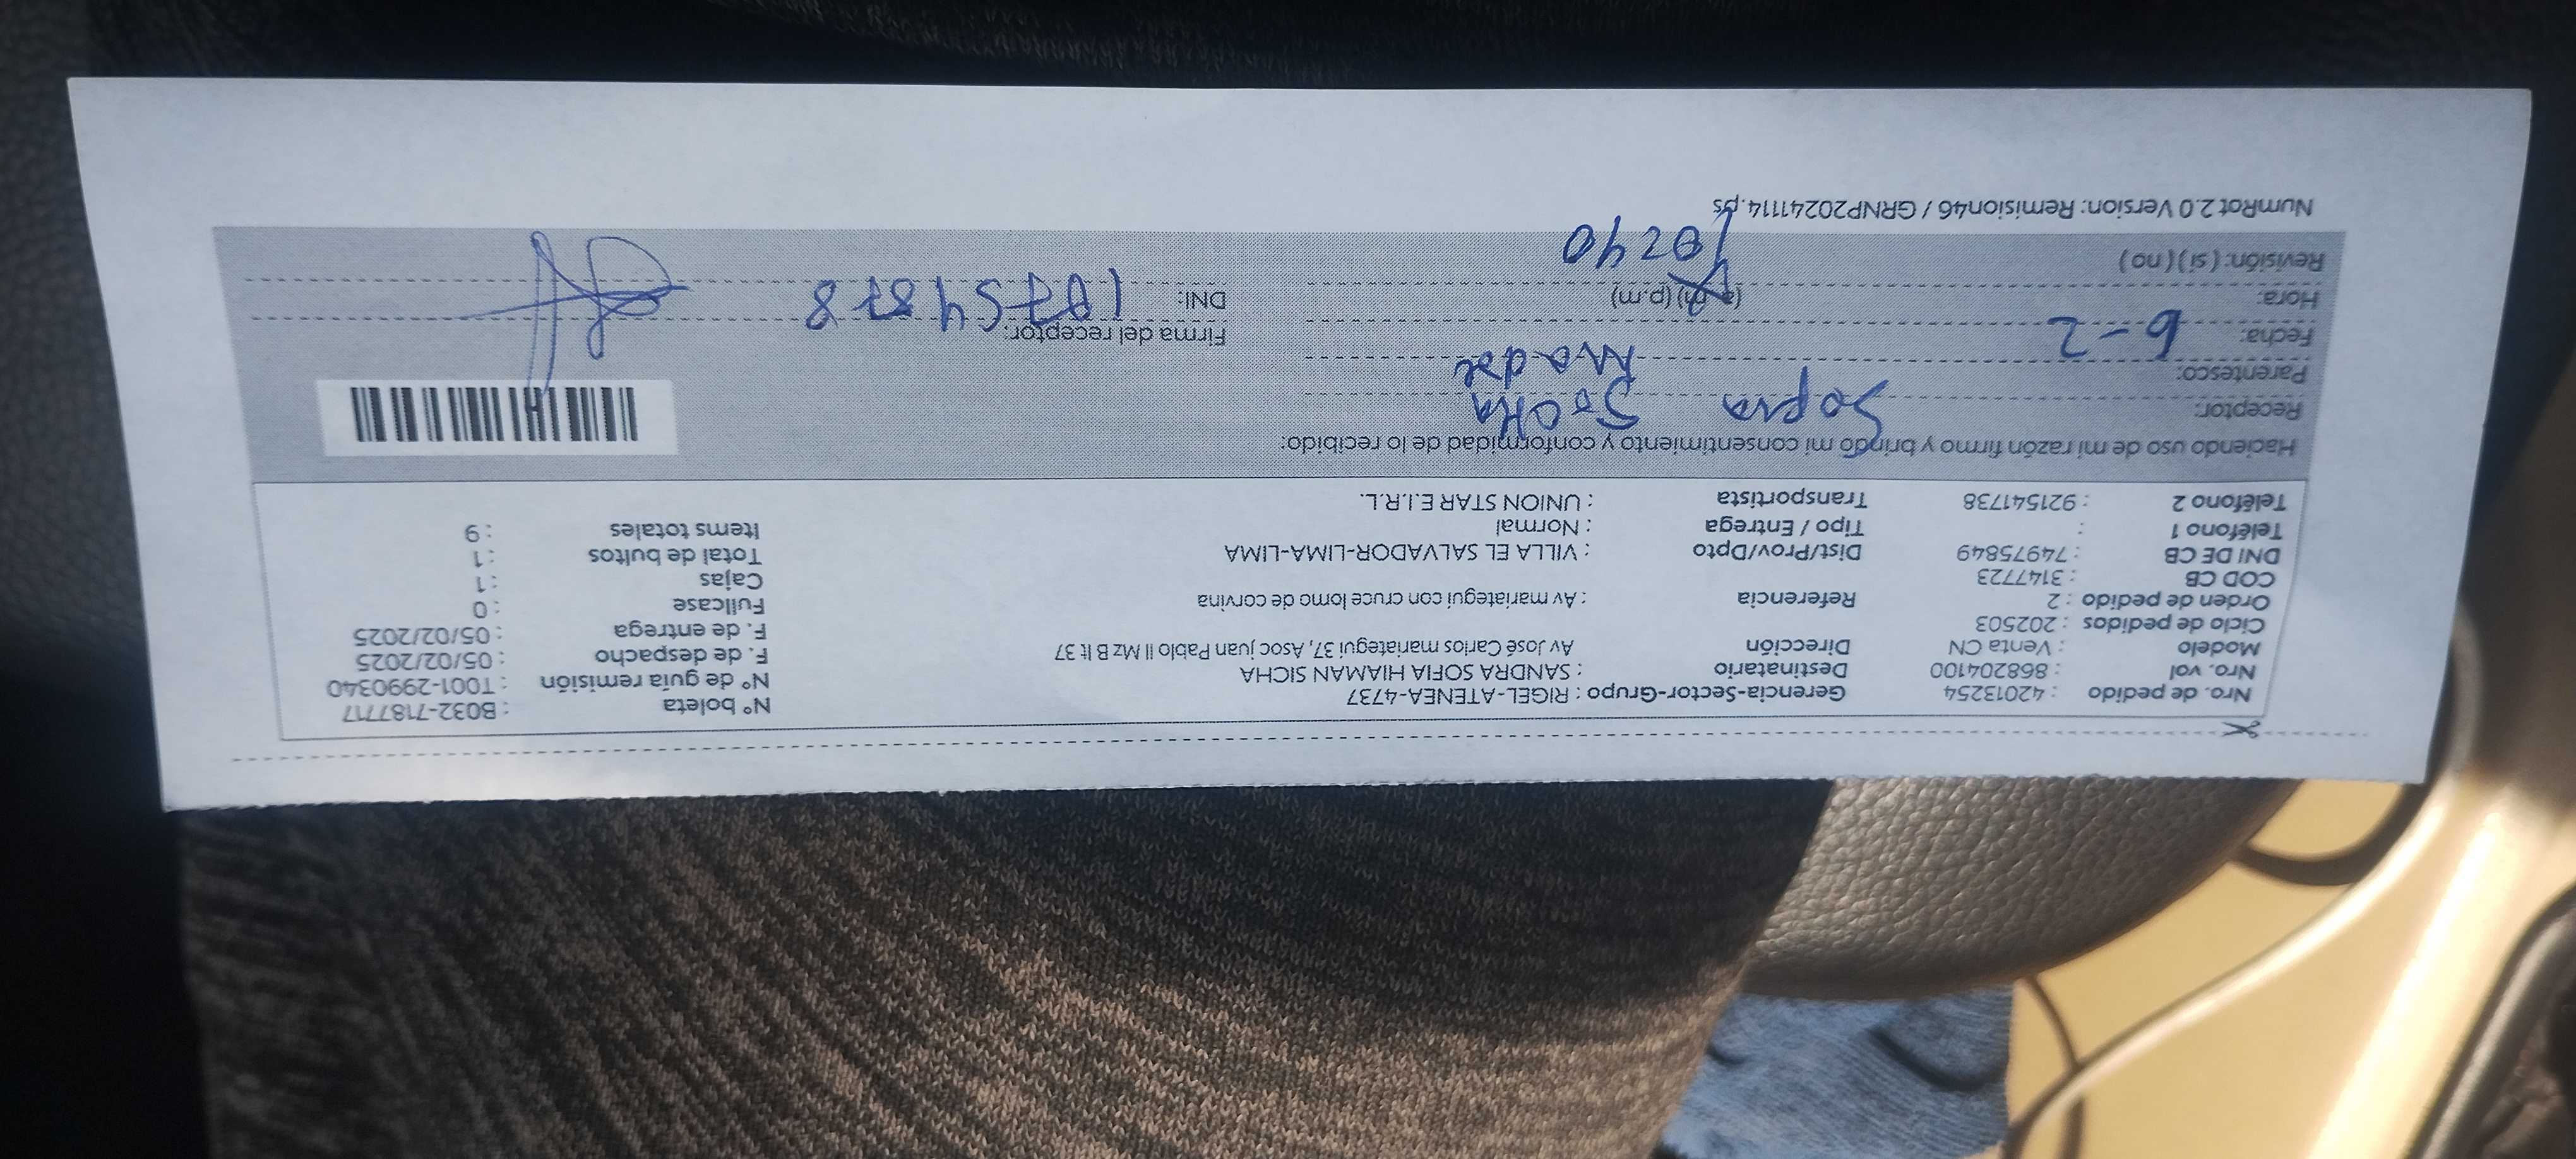 Nro. de pedido : 42013254 Gerencia-Sector-Grupo : RIGEL-ATENEA-4737 N° boleta : B032-7187717
Nro. vol : 868204100 Destinatario : SANDRA SOFIA HIAMAN SICHA N° de guía remisión : T001-2990340
Modelo : Venta CN Dirección Av José Carlos mariategui 37, Asoc juan Pablo II Mz B lt 37 F. de despacho : 05/02/2025
Ciclo de pedidos : 202503 F. de entrega : 05/02/2025
Orden de pedido : 2 Referencia : Av mariategui con cruce lomo de corvina Fullcase : 0
COD CB : 3147723 Cajas : 1
DNI DE CB : 74975849 Dist/Prov/Dpto : VILLA EL SALVADOR-LIMA-LIMA Total de bultos : 1
Teléfono 1 : Tipo / Entrega : Normal Items totales : 9
Teléfono 2 : 921541738 Transportista : UNION STAR E.I.R.L.
Haciendo uso de mi razón firmo y brindo mi consentimiento y conformidad de lo recibido:
Receptor:
Parentesco: Madre
Fecha: 6-2 Firma del receptor:
Hora: (a.m) (p.m) DNI:
Revisión: (si) (no) 10:40
NumRot 2.0 Version: Remision46 / GRNP20241114.ps